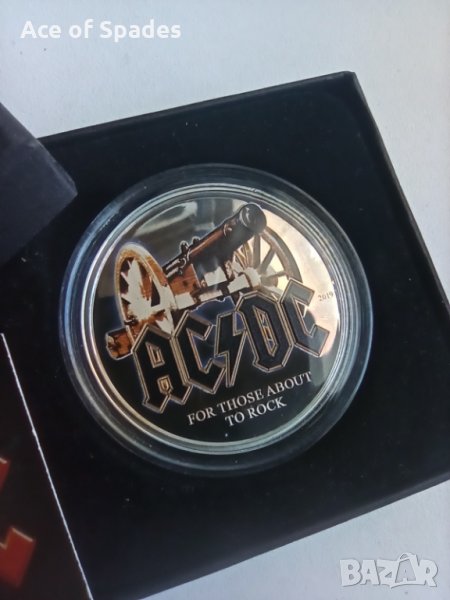 Ace of Spades
2019
AC/DC
FOR THOSE ABOUT
TO ROCK
BAZAR